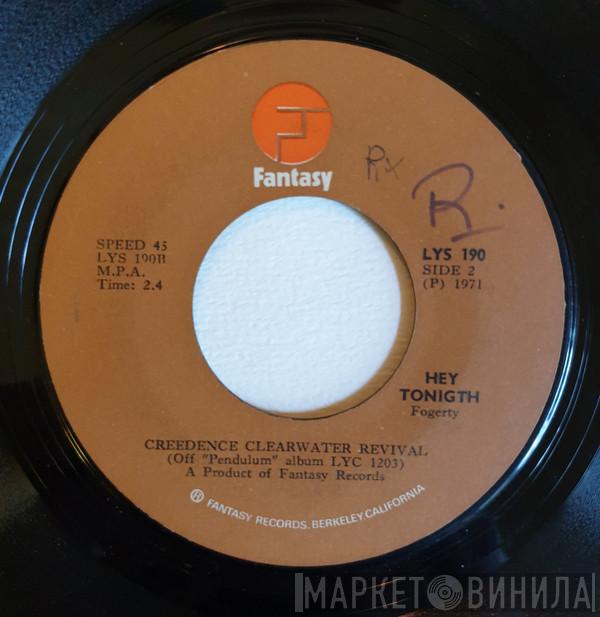 Fantasy
Rx
R.
SPEED 45
LYS 190B
M.P.A.
Time: 2.4
LYS 190
SIDE 2
(P) 1971
HEY
TONIGTH
Fogerty
CREEDENCE CLEARWATER REVIVAL
(Off "Pendulum" album LYC 1203)
A Product of Fantasy Records
® FANTASY RECORDS, BERKELEY, CALIFORNIA
МАРКЕТ ВИНИЛА